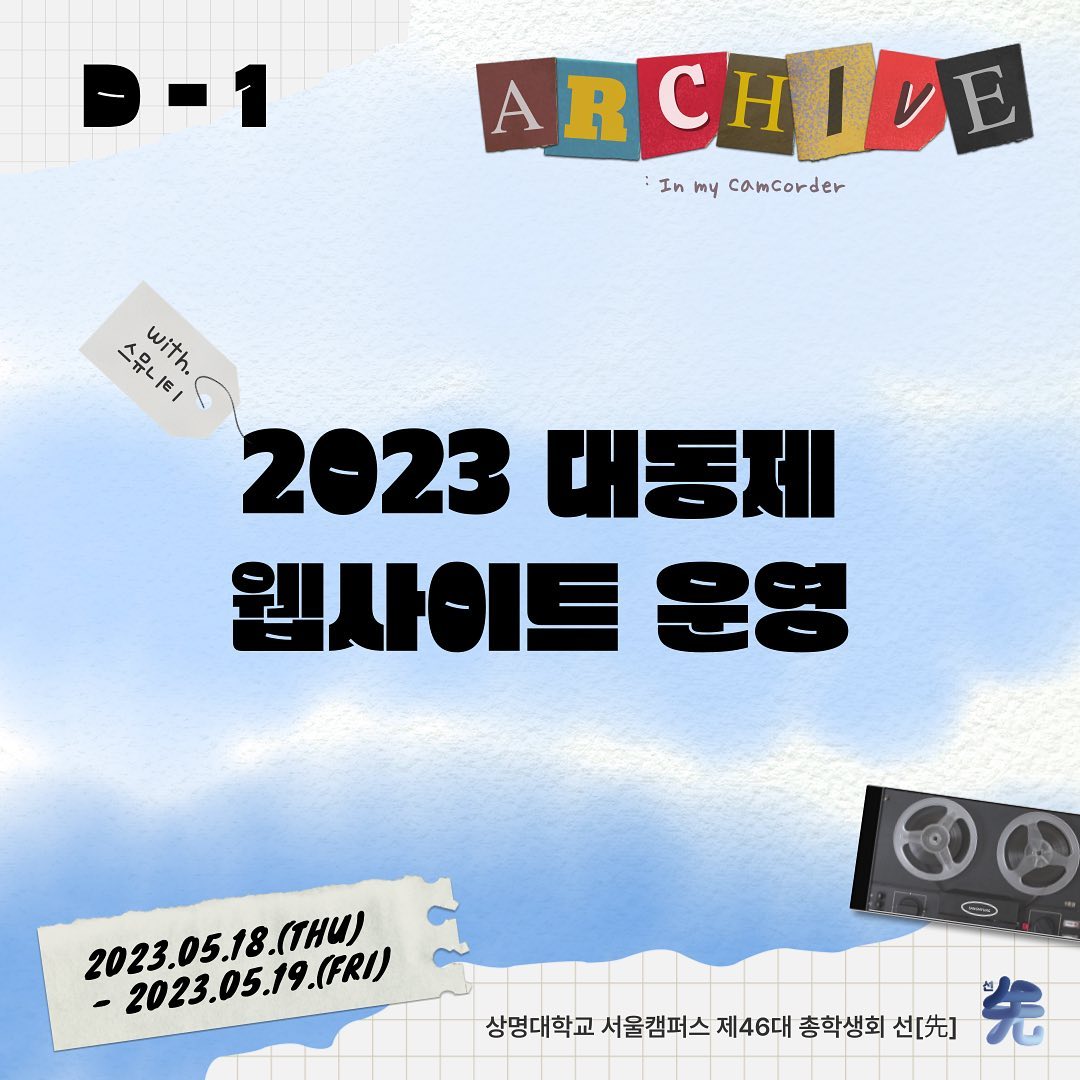 D - 1
ARCHIVE
: In my camcorder
with.
스뮤니티
2023 대동제
웹사이트 운영
2023.05.18.(THU)
- 2023.05.19.(FRI)
상명대학교 서울캠퍼스 제46대 총학생회 선[先]
선
先